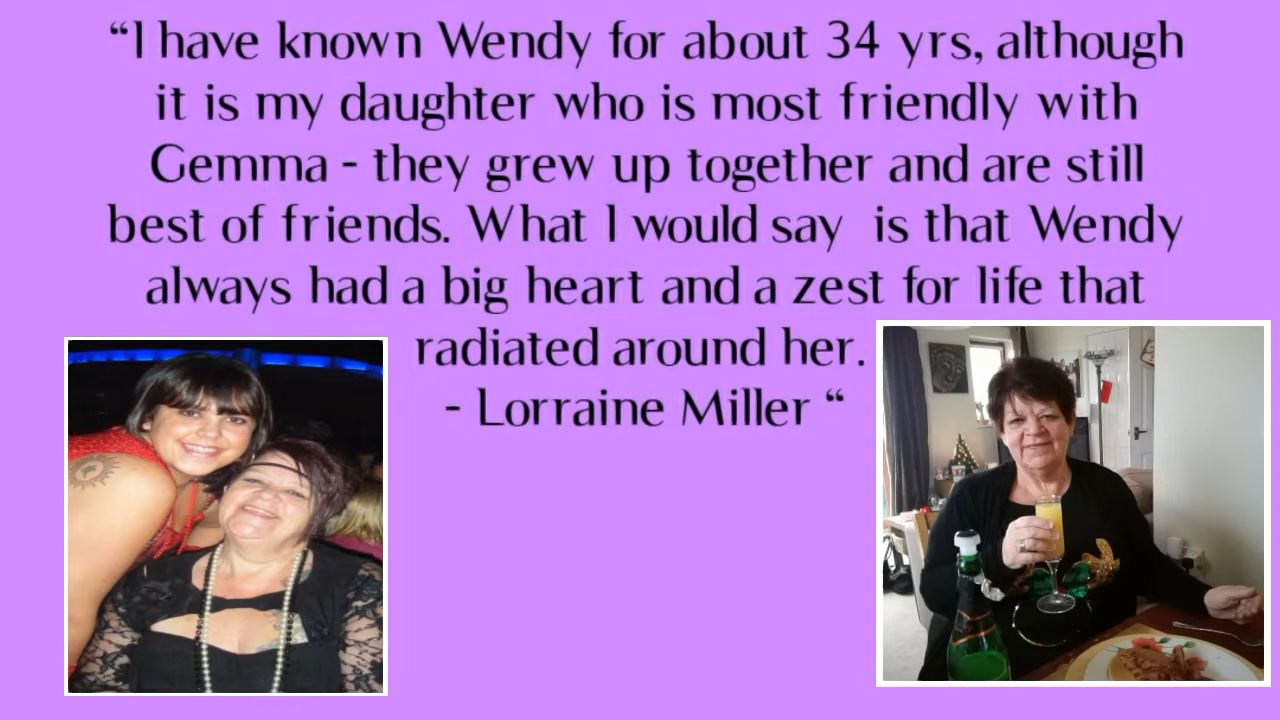 “I have known Wendy for about 34 yrs, although
it is my daughter who is most friendly with
Gemma - they grew up together and are still
best of friends. What I would say  is that Wendy
always had a big heart and a zest for life that
radiated around her.
- Lorraine Miller “